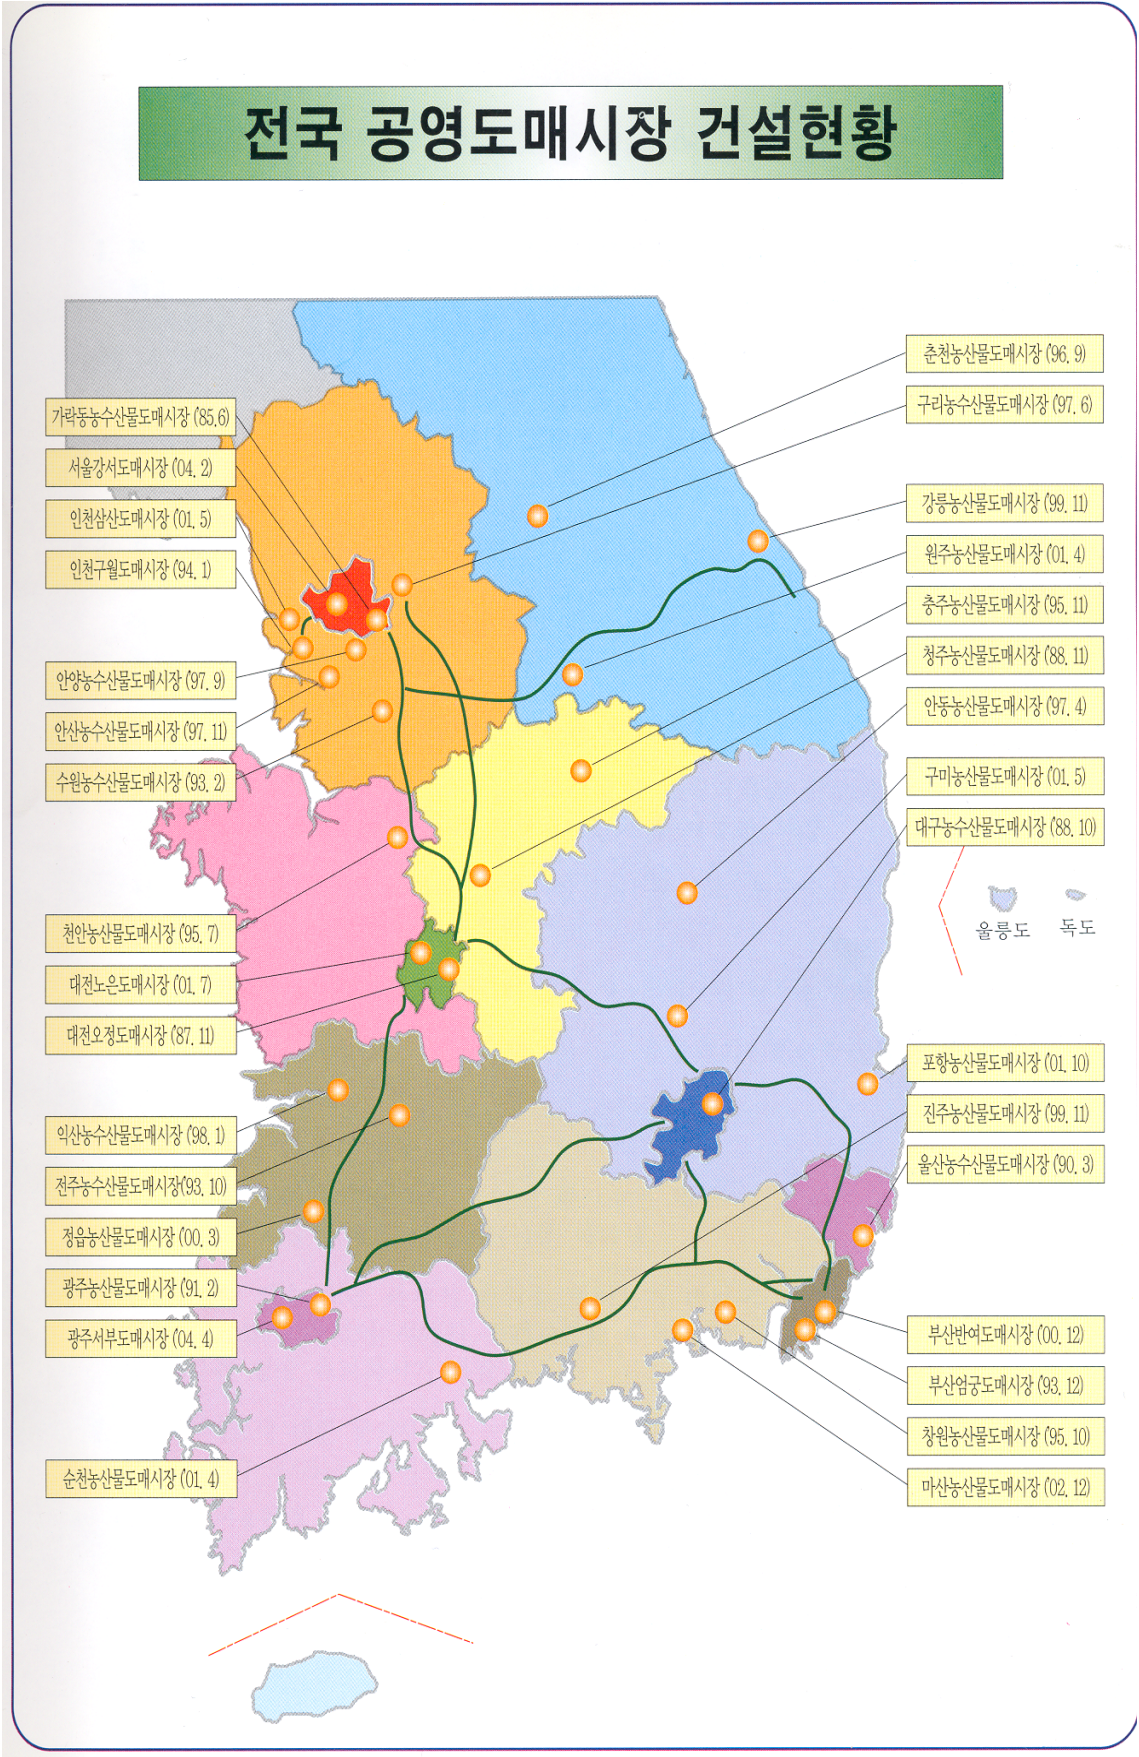 전국 공영도매시장 건설현황
가락동농수산물도매시장 ('85.6)
서울강서도매시장 ('04. 2)
인천삼산도매시장 ('01. 5)
인천구월도매시장 ('94. 1)
안양농수산물도매시장 ('97. 9)
안산농수산물도매시장 ('97. 11)
수원농수산물도매시장 ('93. 2)
천안농산물도매시장 ('95. 7)
대전노은도매시장 ('01. 7)
대전오정도매시장 ('87. 11)
익산농수산물도매시장 ('98. 1)
전주농수산물도매시장('93. 10)
정읍농산물도매시장 ('00. 3)
광주농산물도매시장 ('91. 2)
광주서부도매시장 ('04. 4)
순천농산물도매시장 ('01. 4)
춘천농산물도매시장 ('96. 9)
구리농수산물도매시장 ('97. 6)
강릉농산물도매시장 ('99. 11)
원주농산물도매시장 ('01. 4)
충주농산물도매시장 ('95. 11)
청주농산물도매시장 ('88. 11)
안동농산물도매시장 ('97. 4)
구미농산물도매시장 ('01. 5)
대구농수산물도매시장 ('88. 10)
울릉도 독도
포항농산물도매시장 ('01. 10)
진주농산물도매시장 ('99. 11)
울산농수산물도매시장 ('90. 3)
부산반여도매시장 ('00. 12)
부산엄궁도매시장 ('93. 12)
창원농산물도매시장 ('95. 10)
마산농산물도매시장 ('02. 12)